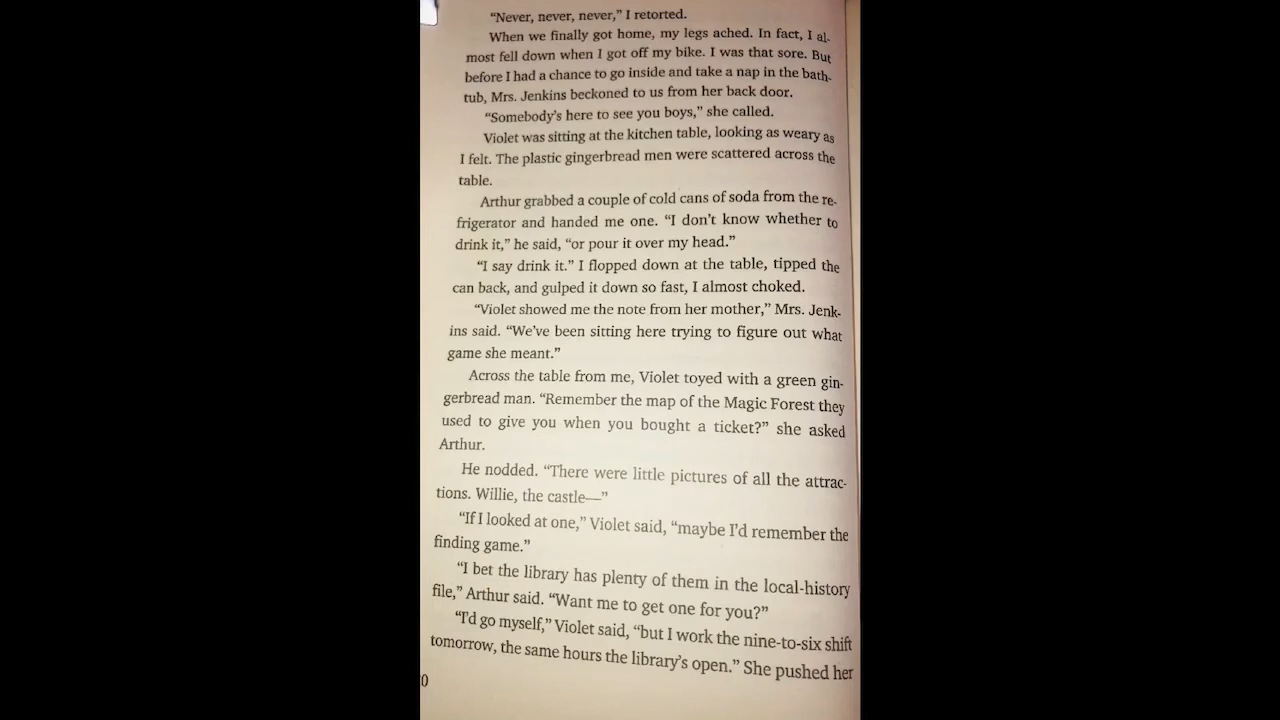 “Never, never, never,” I retorted.
When we finally got home, my legs ached. In fact, I al-
most fell down when I got off my bike. I was that sore. But
before I had a chance to go inside and take a nap in the bath-
tub, Mrs. Jenkins beckoned to us from her back door.
“Somebody’s here to see you boys,” she called.
Violet was sitting at the kitchen table, looking as weary as
I felt. The plastic gingerbread men were scattered across the
table.
Arthur grabbed a couple of cold cans of soda from the re-
frigerator and handed me one. “I don’t know whether to
drink it,” he said, “or pour it over my head.”
“I say drink it.” I flopped down at the table, tipped the
can back, and gulped it down so fast, I almost choked.
“Violet showed me the note from her mother,” Mrs. Jenk-
ins said. “We’ve been sitting here trying to figure out what
game she meant.”
Across the table from me, Violet toyed with a green gin-
gerbread man. “Remember the map of the Magic Forest they
used to give you when you bought a ticket?” she asked
Arthur.
He nodded. “There were little pictures of all the attrac-
tions. Willie, the castle—”
“If I looked at one,” Violet said, “maybe I’d remember the
finding game.”
“I bet the library has plenty of them in the local-history
file,” Arthur said. “Want me to get one for you?”
“I’d go myself,” Violet said, “but I work the nine-to-six shift
tomorrow, the same hours the library’s open.” She pushed her
0